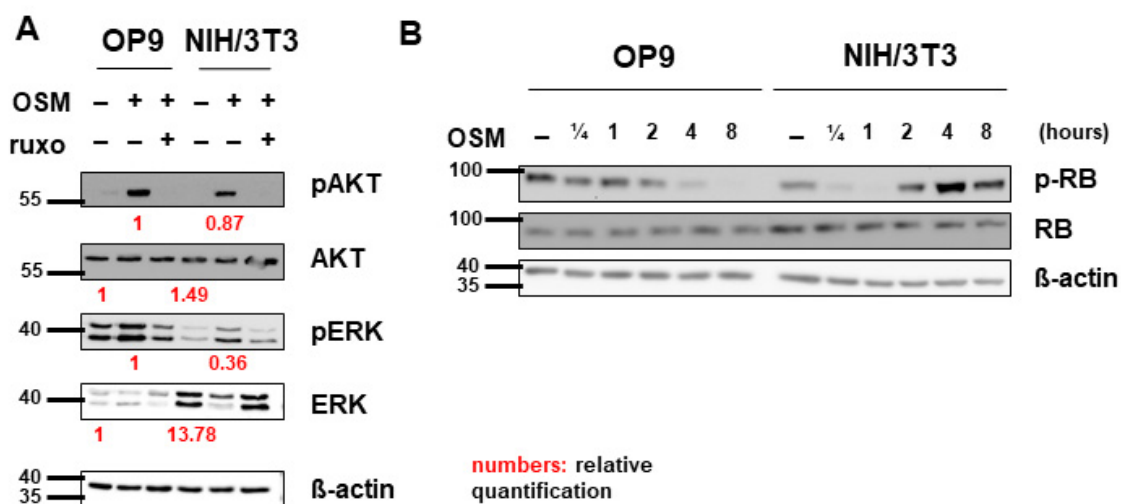 A
OP9 NIH/3T3
OSM – + + – + +
ruxo – – + – – +
55 pAKT
1 0.87
55 AKT
1 1.49
40 pERK
1 0.36
40 ERK
1 13.78
40
35 ß-actin
B
OP9 NIH/3T3
OSM – ¼ 1 2 4 8 – ¼ 1 2 4 8 (hours)
100 p-RB
100 RB
40
35 ß-actin
numbers: relative
quantification